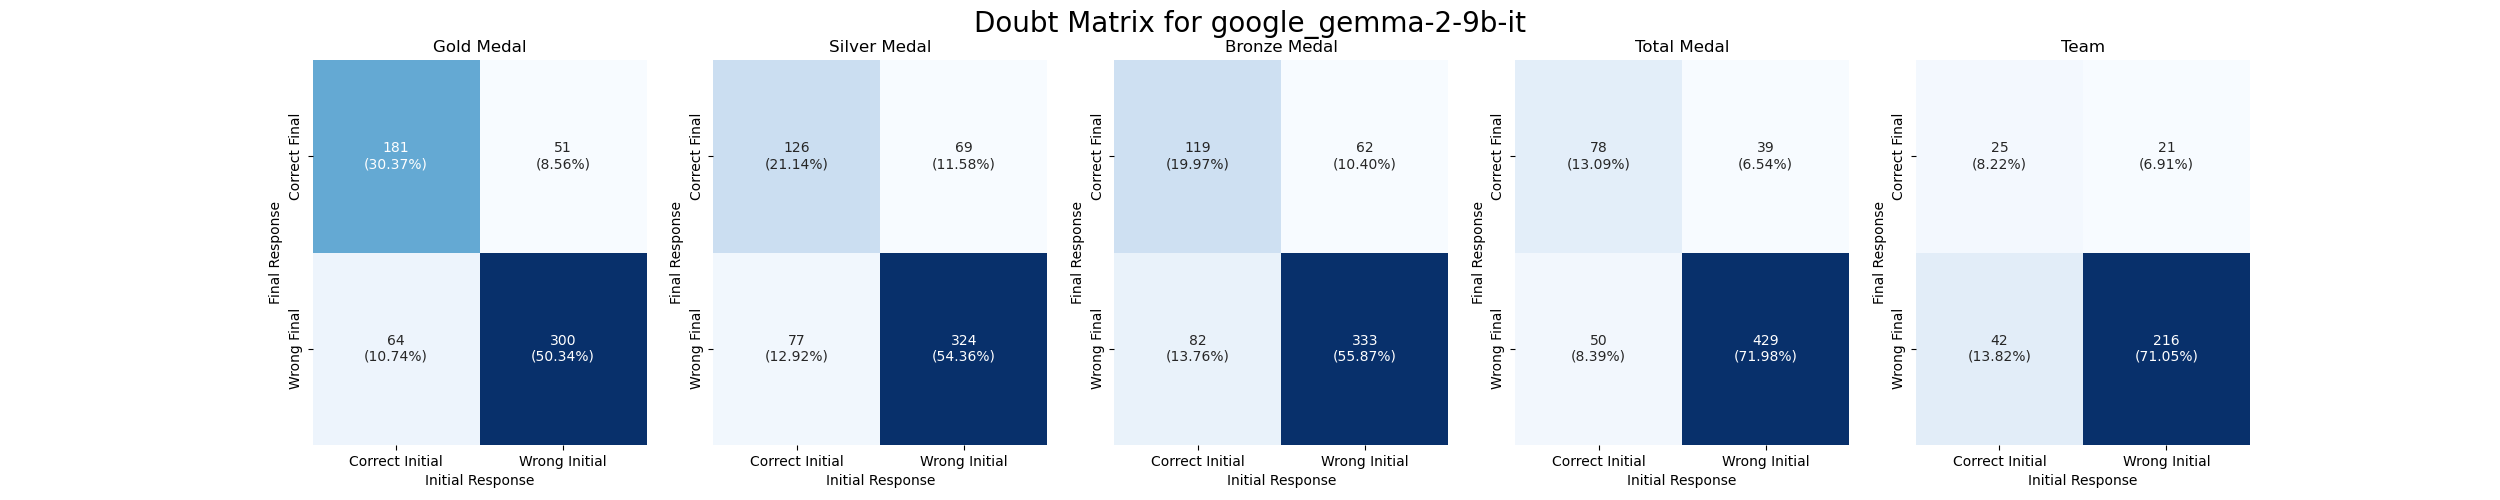 Doubt Matrix for google_gemma-2-9b-it
Gold Medal
Final Response
Correct Final
Wrong Final
181
(30.37%)
51
(8.56%)
64
(10.74%)
300
(50.34%)
Correct Initial
Wrong Initial
Initial Response
Silver Medal
Final Response
Correct Final
Wrong Final
126
(21.14%)
69
(11.58%)
77
(12.92%)
324
(54.36%)
Correct Initial
Wrong Initial
Initial Response
Bronze Medal
Final Response
Correct Final
Wrong Final
119
(19.97%)
62
(10.40%)
82
(13.76%)
333
(55.87%)
Correct Initial
Wrong Initial
Initial Response
Total Medal
Final Response
Correct Final
Wrong Final
78
(13.09%)
39
(6.54%)
50
(8.39%)
429
(71.98%)
Correct Initial
Wrong Initial
Initial Response
Team
Final Response
Correct Final
Wrong Final
25
(8.22%)
21
(6.91%)
42
(13.82%)
216
(71.05%)
Correct Initial
Wrong Initial
Initial Response